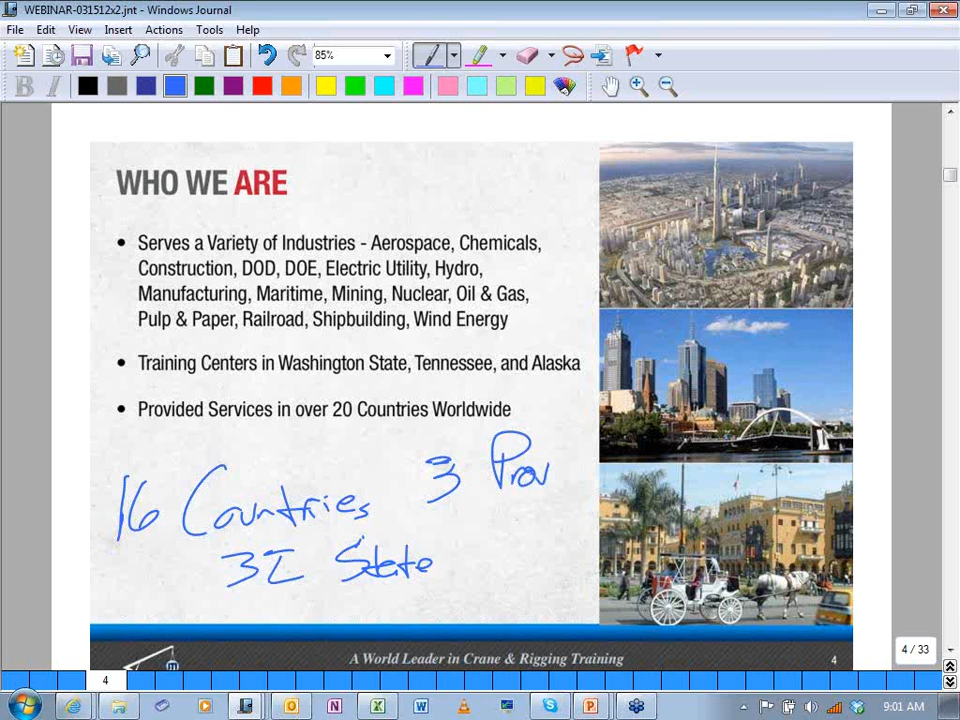 WEBINAR-031512x2.jnt - Windows Journal
File Edit View Insert Actions Tools Help
85%
B I
WHO WE ARE
• Serves a Variety of Industries - Aerospace, Chemicals,
Construction, DOD, DOE, Electric Utility, Hydro,
Manufacturing, Maritime, Mining, Nuclear, Oil & Gas,
Pulp & Paper, Railroad, Shipbuilding, Wind Energy
• Training Centers in Washington State, Tennessee, and Alaska
• Provided Services in over 20 Countries Worldwide
3 Prov
16 Countries
32 State
A World Leader in Crane & Rigging Training 4
4 / 33
4
9:01 AM